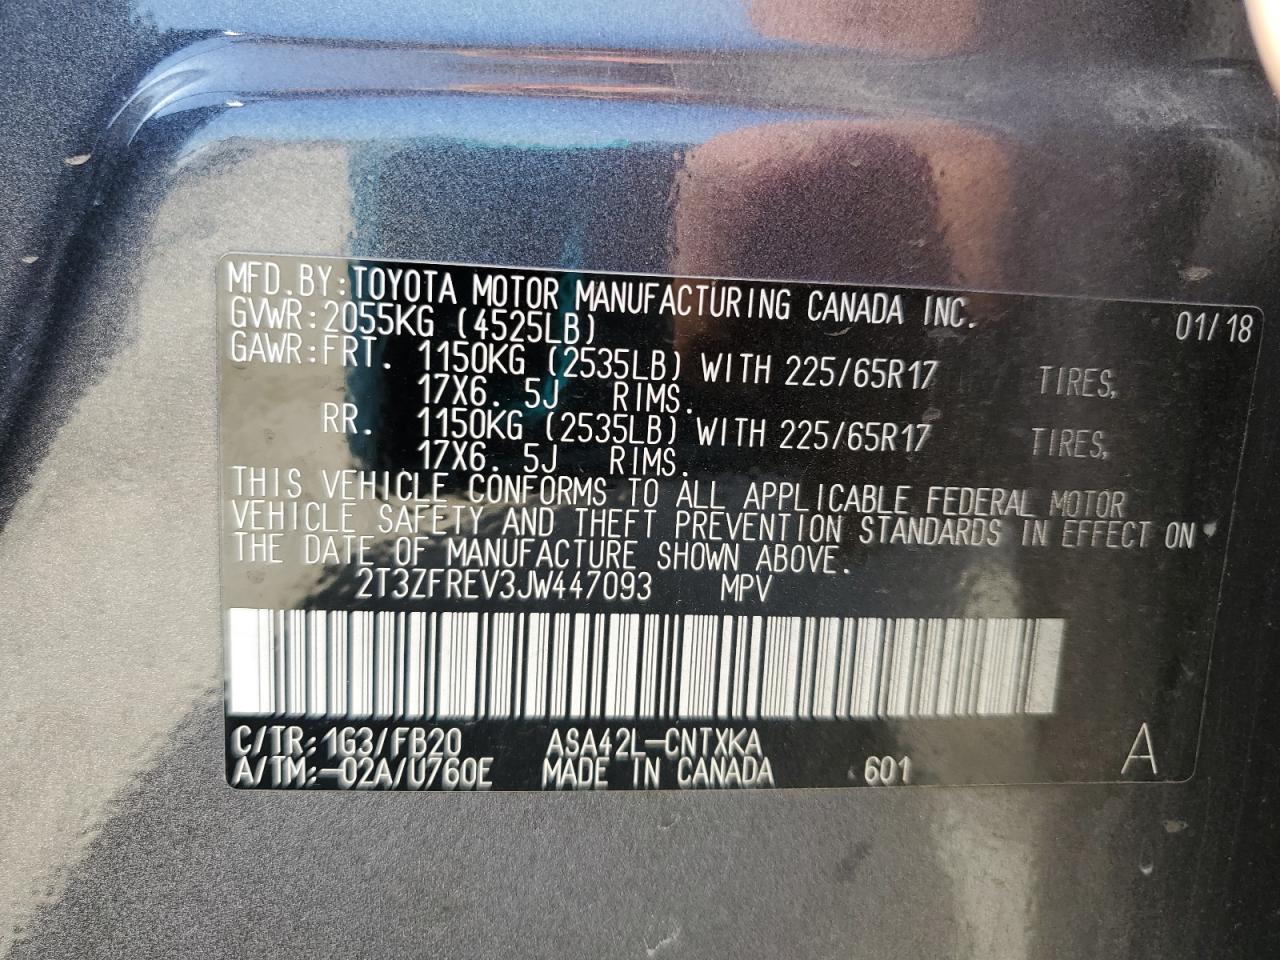 MFD. BY: TOYOTA MOTOR MANUFACTURING CANADA INC. 01/18
GVWR: 2055KG (4525LB)
GAWR: FRT. 1150KG (2535LB) WITH 225/65R17 TIRES,
17X6. 5J RIMS.
RR. 1150KG (2535LB) WITH 225/65R17 TIRES,
17X6. 5J RIMS.
THIS VEHICLE CONFORMS TO ALL APPLICABLE FEDERAL MOTOR
VEHICLE SAFETY AND THEFT PREVENTION STANDARDS IN EFFECT ON
THE DATE OF MANUFACTURE SHOWN ABOVE.
2T3ZFREV3JW447093 MPV
C/TR: 1G3/FB20 ASA42L-CNTXKA A
A/TM: -02A/U760E MADE IN CANADA 601